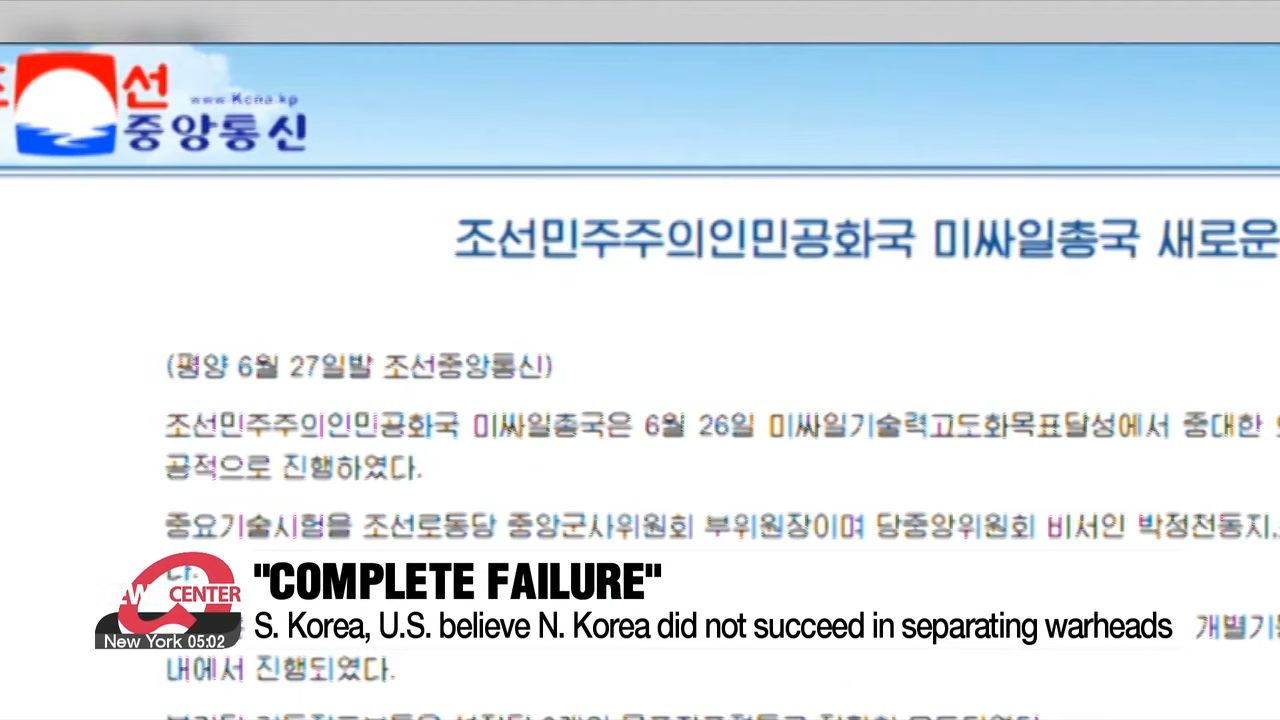 선
www.kcna.kp
중앙통신
조선민주주의인민공화국 미싸일총국 새로운
(평양 6월 27일발 조선중앙통신)
조선민주주의인민공화국 미싸일총국은 6월 26일 미싸일기술력고도화목표달성에서 중대한
공적으로 진행하였다.
중요기술시험을 조선로동당 중앙군사위원회 부위원장이며 당중앙위원회 비서인 박정천동지,
다.
"COMPLETE FAILURE"
NEWS CENTER
S. Korea, U.S. believe N. Korea did not succeed in separating warheads
개별기
New York 05:02
내에서 진행되였다.